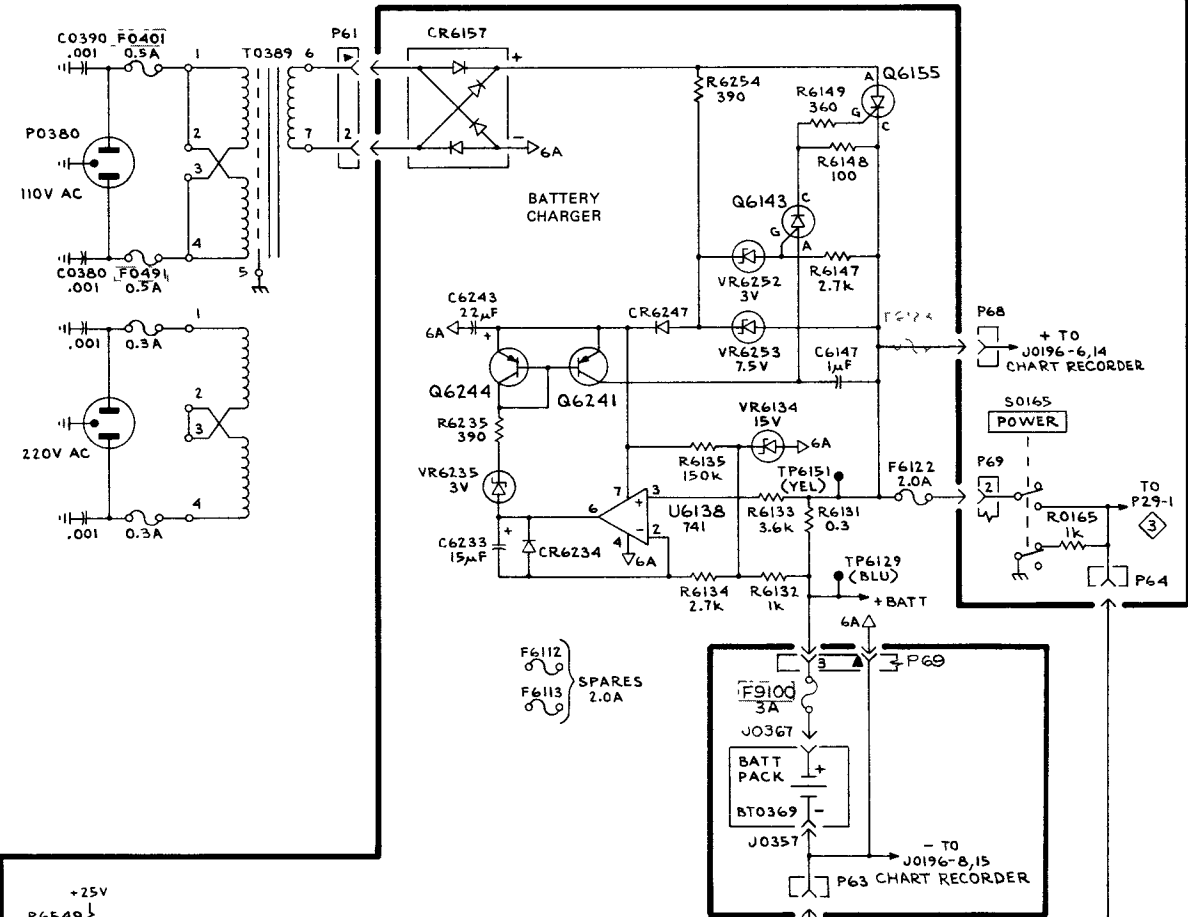 C0390
.001
F0401
0.5A
1
T0389
6
P61
CR6157
+
R6254
390
A
Q6155
R6149
360
G
C
P0380
110V AC
2
3
7
2
-
6A
R6148
100
BATTERY
CHARGER
Q6143
C
G
A
4
5
C0380
.001
F0491
0.5A
VR6252
3V
R6147
2.7K
C6243
22µF
+
6A
CR6247
VR6253
7.5V
C6147
1µF
P68
+ TO
J0196-6,14
CHART RECORDER
.001
0.3A
1
Q6244
Q6241
2
3
220V AC
4
.001
0.3A
R6235
390
VR6134
15V
6A
S0165
POWER
VR6235
3V
R6135
150K
TP6151
(YEL)
F6122
2.0A
P69
2
TO
P29-1
3
7
3
+
6
U6138
741
-
2
4
6A
R6133
3.6K
R6131
0.3
R0165
1K
C6233
15µF
+
CR6234
TP6129
(BLU)
P64
R6134
2.7K
R6132
1K
+BATT
6A
F6112
F6113
SPARES
2.0A
3
P69
F9100
3A
J0367
BATT
PACK
+
BT0369
-
J0357
- TO
J0196-8,15
CHART RECORDER
P63
+25V